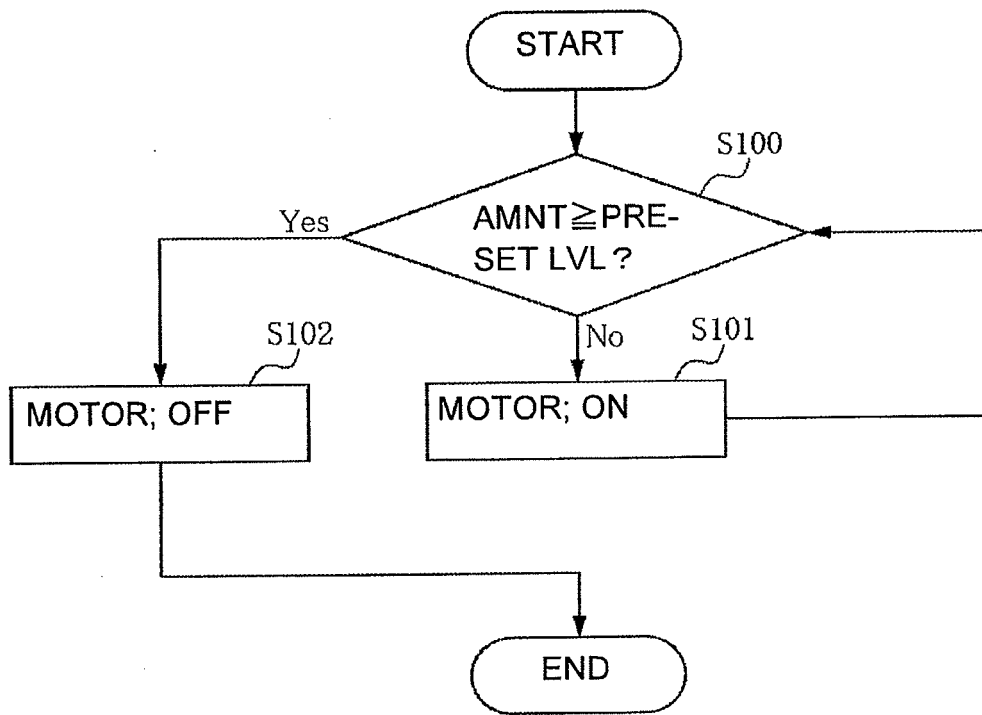 START
S100
AMNT≧PRE-
SET LVL?
Yes
No
S102
S101
MOTOR; OFF
MOTOR; ON
END